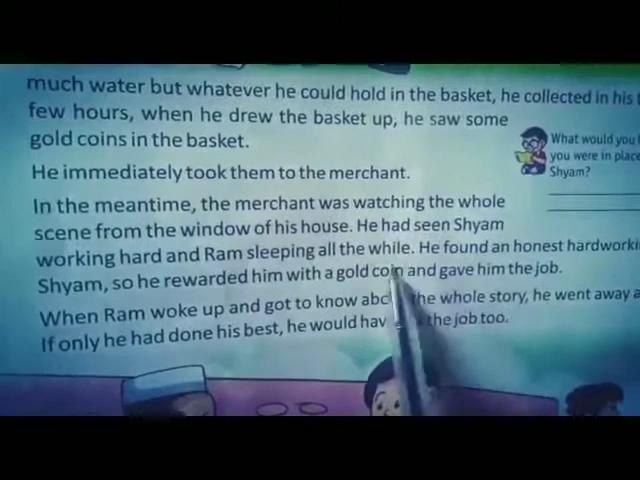 much water but whatever he could hold in the basket, he collected in his
few hours, when he drew the basket up, he saw some
gold coins in the basket.
He immediately took them to the merchant.
In the meantime, the merchant was watching the whole
scene from the window of his house. He had seen Shyam
working hard and Ram sleeping all the while. He found an honest
Shyam, so he rewarded him with a gold coin and gave him the job.
When Ram woke up and got to know the whole story, he went away
If only he had done his best, he would the job too.
What would you
you were in place
Shyam?